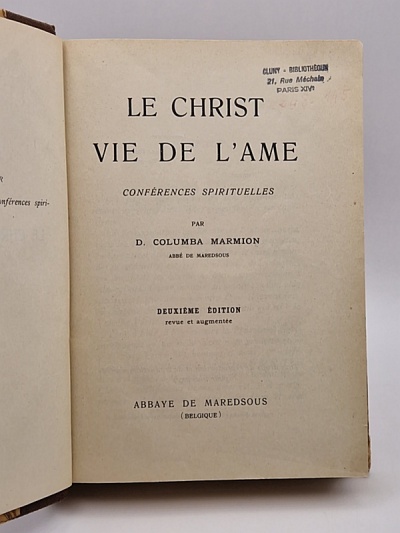 CLUNY - BIBLIOTHÈQUE
21, Rue Méchain
PARIS XIVe
LE CHRIST
VIE DE L'AME
CONFÉRENCES SPIRITUELLES
PAR
D. COLUMBA MARMION
ABBÉ DE MAREDSOUS
DEUXIÈME ÉDITION
revue et augmentée
ABBAYE DE MAREDSOUS
(BELGIQUE)
onférences spiri-